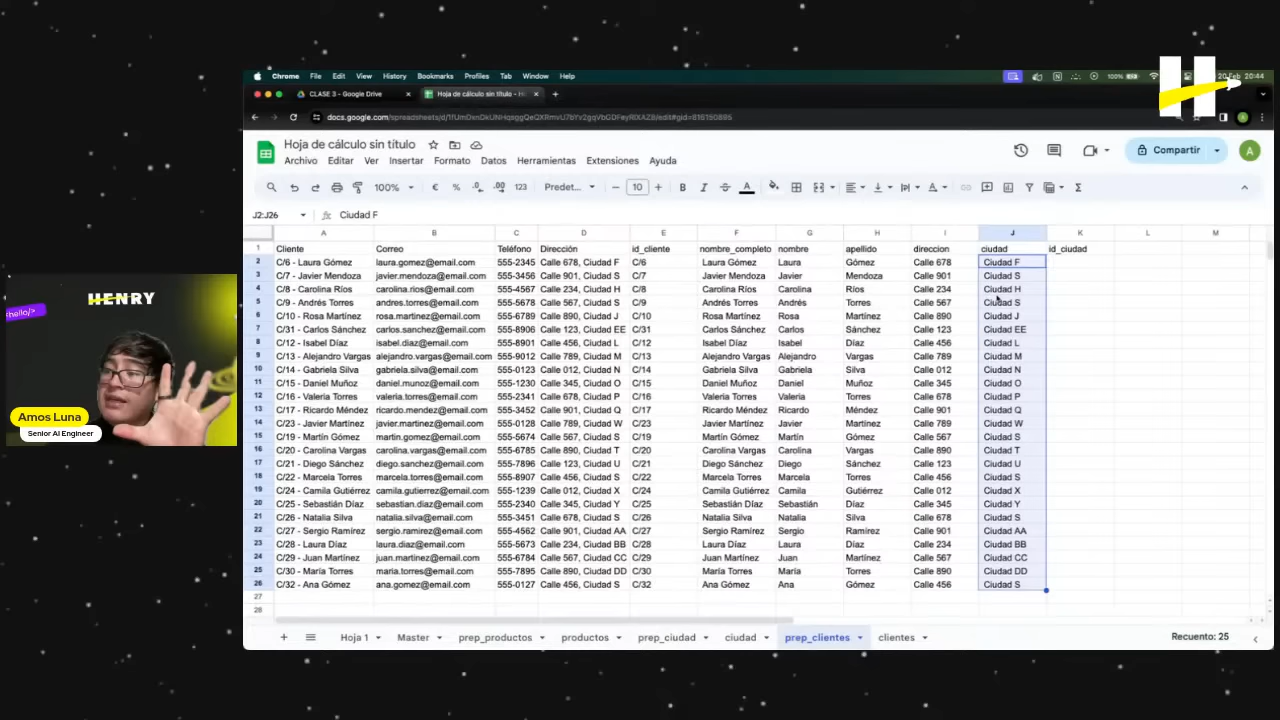 Chrome File Edit View History Bookmarks Profiles Tab Window Help 100% 20 Feb 20:44
CLASE 3 - Google Drive
Hoja de cálculo sin título - H
Hoja de cálculo sin título
Archivo Editar Ver Insertar Formato Datos Herramientas Extensiones Ayuda
Compartir
A
100% € % .0 .00 123 Predet... 10 B I A Σ
J2:J26 fx Ciudad F
A B C D E F G H I J K L M
1 Cliente Correo Teléfono Dirección id_cliente nombre_completo nombre apellido direccion ciudad id_ciudad
2 C/6 - Laura Gómez laura.gomez@email.com 555-2345 Calle 678, Ciudad F C/6 Laura Gómez Laura Gómez Calle 678 Ciudad F
3 C/7 - Javier Mendoza javier.mendoza@email.com 555-3456 Calle 901, Ciudad S C/7 Javier Mendoza Javier Mendoza Calle 901 Ciudad S
4 C/8 - Carolina Ríos carolina.rios@email.com 555-4567 Calle 234, Ciudad H C/8 Carolina Ríos Carolina Ríos Calle 234 Ciudad H
5 C/9 - Andrés Torres andres.torres@email.com 555-5678 Calle 567, Ciudad S C/9 Andrés Torres Andrés Torres Calle 567 Ciudad S
6 C/10 - Rosa Martínez rosa.martinez@email.com 555-6789 Calle 890, Ciudad J C/10 Rosa Martínez Rosa Martínez Calle 890 Ciudad J
7 C/31 - Carlos Sánchez carlos.sanchez@email.com 555-8906 Calle 123, Ciudad EE C/31 Carlos Sánchez Carlos Sánchez Calle 123 Ciudad EE
8 C/12 - Isabel Díaz isabel.diaz@email.com 555-8901 Calle 456, Ciudad L C/12 Isabel Díaz Isabel Díaz Calle 456 Ciudad L
9 C/13 - Alejandro Vargas alejandro.vargas@email.com 555-9012 Calle 789, Ciudad M C/13 Alejandro Vargas Alejandro Vargas Calle 789 Ciudad M
10 C/14 - Gabriela Silva gabriela.silva@email.com 555-0123 Calle 012, Ciudad N C/14 Gabriela Silva Gabriela Silva Calle 012 Ciudad N
11 C/15 - Daniel Muñoz daniel.munoz@email.com 555-1230 Calle 345, Ciudad O C/15 Daniel Muñoz Daniel Muñoz Calle 345 Ciudad O
12 C/16 - Valeria Torres valeria.torres@email.com 555-2341 Calle 678, Ciudad P C/16 Valeria Torres Valeria Torres Calle 678 Ciudad P
13 C/17 - Ricardo Méndez ricardo.mendez@email.com 555-3452 Calle 901, Ciudad Q C/17 Ricardo Méndez Ricardo Méndez Calle 901 Ciudad Q
14 C/23 - Javier Martínez javier.martinez@email.com 555-0128 Calle 789, Ciudad W C/23 Javier Martínez Javier Martínez Calle 789 Ciudad W
15 C/19 - Martín Gómez martin.gomez@email.com 555-5674 Calle 567, Ciudad S C/19 Martín Gómez Martín Gómez Calle 567 Ciudad S
16 C/20 - Carolina Vargas carolina.vargas@email.com 555-6785 Calle 890, Ciudad T C/20 Carolina Vargas Carolina Vargas Calle 890 Ciudad T
17 C/21 - Diego Sánchez diego.sanchez@email.com 555-7896 Calle 123, Ciudad U C/21 Diego Sánchez Diego Sánchez Calle 123 Ciudad U
18 C/22 - Marcela Torres marcela.torres@email.com 555-8907 Calle 456, Ciudad S C/22 Marcela Torres Marcela Torres Calle 456 Ciudad S
19 C/24 - Camila Gutiérrez camila.gutierrez@email.com 555-1239 Calle 012, Ciudad X C/24 Camila Gutiérrez Camila Gutiérrez Calle 012 Ciudad X
20 C/25 - Sebastián Díaz sebastian.diaz@email.com 555-2340 Calle 345, Ciudad Y C/25 Sebastián Díaz Sebastián Díaz Calle 345 Ciudad Y
21 C/26 - Natalia Silva natalia.silva@email.com 555-3451 Calle 678, Ciudad S C/26 Natalia Silva Natalia Silva Calle 678 Ciudad S
22 C/27 - Sergio Ramírez sergio.ramirez@email.com 555-4562 Calle 901, Ciudad AA C/27 Sergio Ramírez Sergio Ramírez Calle 901 Ciudad AA
23 C/28 - Laura Díaz laura.diaz@email.com 555-5673 Calle 234, Ciudad BB C/28 Laura Díaz Laura Díaz Calle 234 Ciudad BB
24 C/29 - Juan Martínez juan.martinez@email.com 555-6784 Calle 567, Ciudad CC C/29 Juan Martínez Juan Martínez Calle 567 Ciudad CC
25 C/30 - María Torres maria.torres@email.com 555-7895 Calle 890, Ciudad DD C/30 María Torres María Torres Calle 890 Ciudad DD
26 C/32 - Ana Gómez ana.gomez@email.com 555-0127 Calle 456, Ciudad S C/32 Ana Gómez Ana Gómez Calle 456 Ciudad S
27
28
Hoja 1 Master prep_productos productos prep_ciudad ciudad prep_clientes clientes Recuento: 25
HENRY
hello/>
Amos Luna
Senior AI Engineer
H